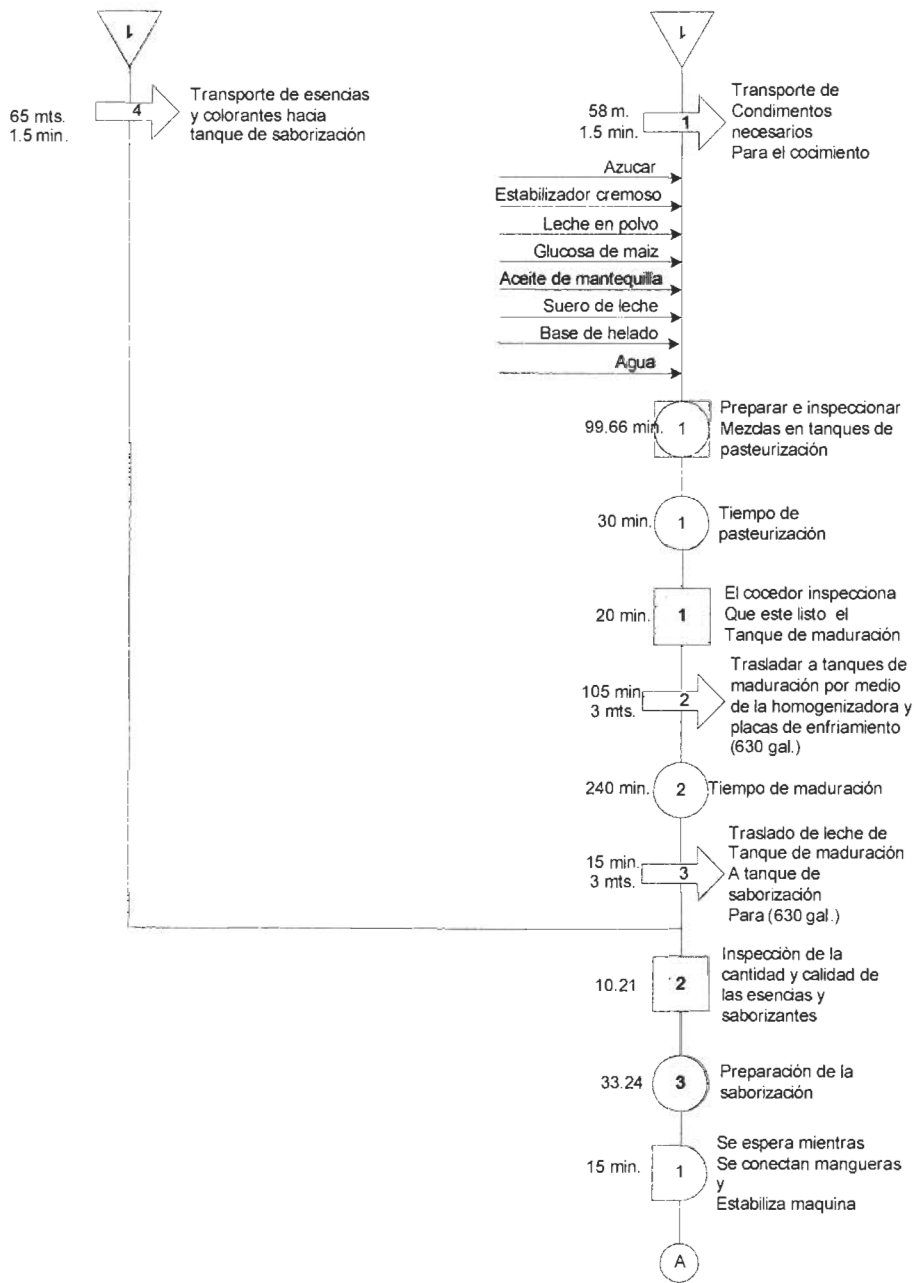 1
65 mts.
1.5 min.
4
Transporte de esencias
y colorantes hacia
tanque de saborización
1
58 m.
1.5 min.
1
Transporte de
Condimentos
necesarios
Para el cocimiento
Azucar
Estabilizador cremoso
Leche en polvo
Glucosa de maiz
Aceite de mantequilla
Suero de leche
Base de helado
Agua
99.66 min.
1
Preparar e inspeccionar
Mezclas en tanques de
pasteurización
30 min.
1
Tiempo de
pasteurización
20 min.
1
El cocedor inspecciona
Que este listo el
Tanque de maduración
105 min.
3 mts.
2
Trasladar a tanques de
maduración por medio
de la homogenizadora y
placas de enfriamiento
(630 gal.)
240 min.
2
Tiempo de maduración
15 min.
3 mts.
3
Traslado de leche de
Tanque de maduración
A tanque de
saborización
Para (630 gal.)
10.21
2
Inspecciòn de la
cantidad y calidad de
las esencias y
saborizantes
33.24
3
Preparación de la
saborización
15 min.
1
Se espera mientras
Se conectan mangueras
y
Estabiliza maquina
A